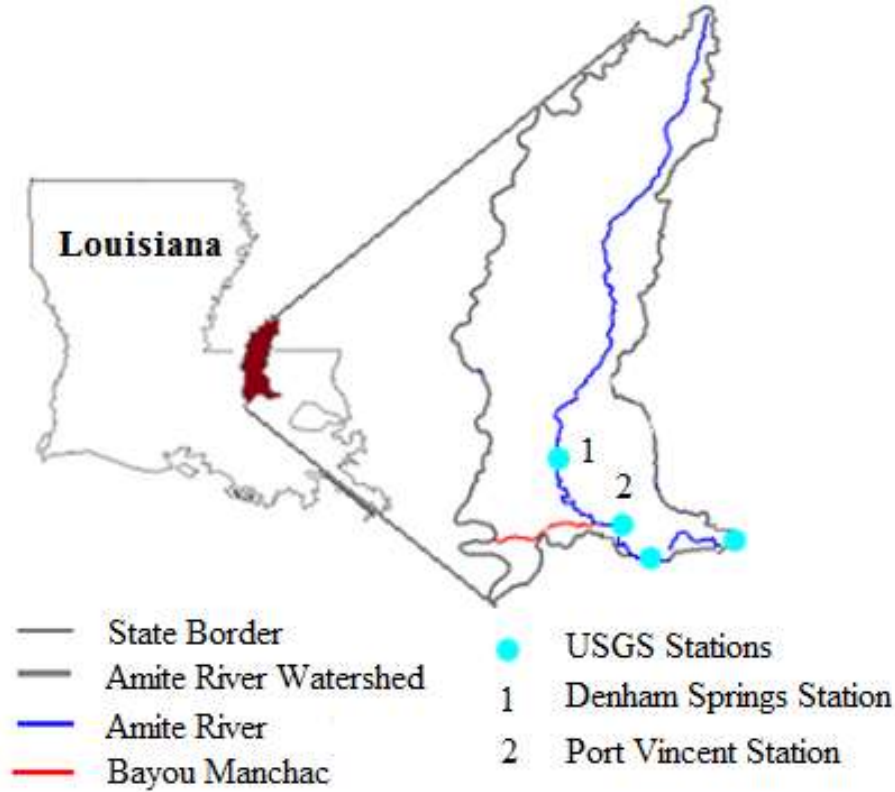 Louisiana
1
2
State Border
Amite River Watershed
Amite River
Bayou Manchac
USGS Stations
1 Denham Springs Station
2 Port Vincent Station